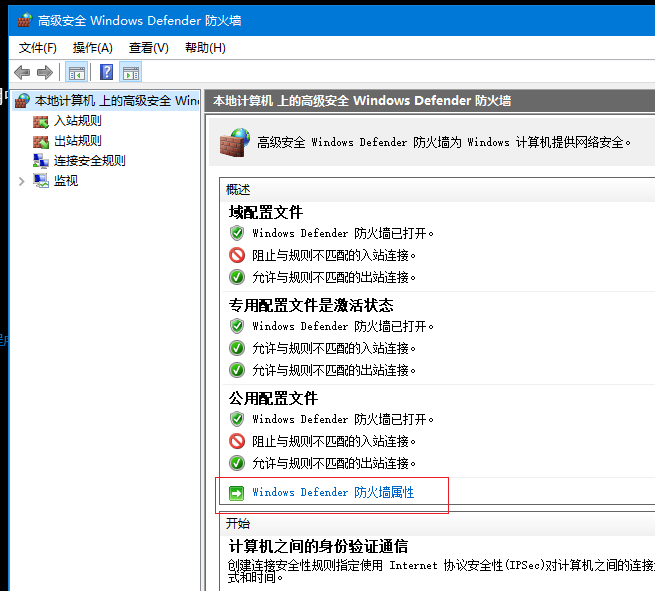 高级安全 Windows Defender 防火墙
文件(F) 操作(A) 查看(V) 帮助(H)
本地计算机 上的高级安全 Win
入站规则
出站规则
连接安全规则
监视
本地计算机 上的高级安全 Windows Defender 防火墙
高级安全 Windows Defender 防火墙为 Windows 计算机提供网络安全。
概述
域配置文件
Windows Defender 防火墙已打开。
阻止与规则不匹配的入站连接。
允许与规则不匹配的出站连接。
专用配置文件是激活状态
Windows Defender 防火墙已打开。
允许与规则不匹配的入站连接。
允许与规则不匹配的出站连接。
公用配置文件
Windows Defender 防火墙已打开。
阻止与规则不匹配的入站连接。
允许与规则不匹配的出站连接。
Windows Defender 防火墙属性
开始
计算机之间的身份验证通信
创建连接安全性规则指定使用 Internet 协议安全性(IPSec)对计算机之间的连接
式和时间。